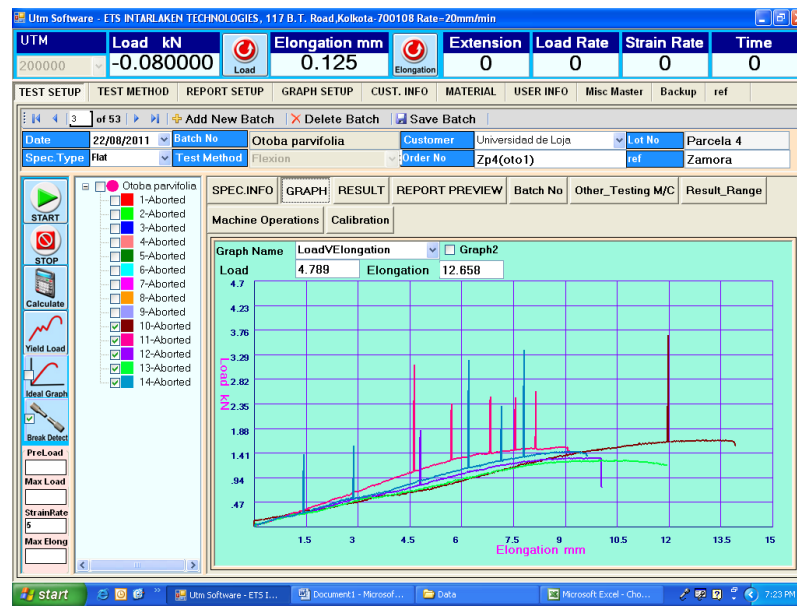 Utm Software - ETS INTARLAKEN TECHNOLOGIES, 117 B.T. Road,Kolkota-700108 Rate=20mm/min
UTM
Load kN
Elongation mm
Extension
Load Rate
Strain Rate
Time
200000
-0.080000
Load
0.125
Elongation
0
0
0
0
TEST SETUP TEST METHOD REPORT SETUP GRAPH SETUP CUST. INFO MATERIAL USER INFO Misc Master Backup ref
3 of 53 Add New Batch Delete Batch Save Batch
Date 22/08/2011 Batch No Otoba parvifolia Customer Universidad de Loja Lot No Parcela 4
Spec.Type Flat Test Method Flexion Order No Zp4(oto1) ref Zamora
START
STOP
Calculate
Yield Load
Ideal Graph
Break Detect
PreLoad
Max Load
StrainRate
5
Max Elong
Otoba parvifolia
1-Aborted
2-Aborted
3-Aborted
4-Aborted
5-Aborted
6-Aborted
7-Aborted
8-Aborted
9-Aborted
10-Aborted
11-Aborted
12-Aborted
13-Aborted
14-Aborted
SPEC.INFO GRAPH RESULT REPORT PREVIEW Batch No Other_Testing M/C Result_Range
Machine Operations Calibration
Graph Name LoadVElongation Graph2
Load 4.789 Elongation 12.658
4.7
4.23
3.76
3.29
2.82
2.35
1.88
1.41
.94
.47
Load kN
1.5 3 4.5 6 7.5 9 10.5 12 13.5 15
Elongation mm
start
Utm Software - ETS I...
Document1 - Microsof...
Data
Microsoft Excel - Cho...
7:23 PM